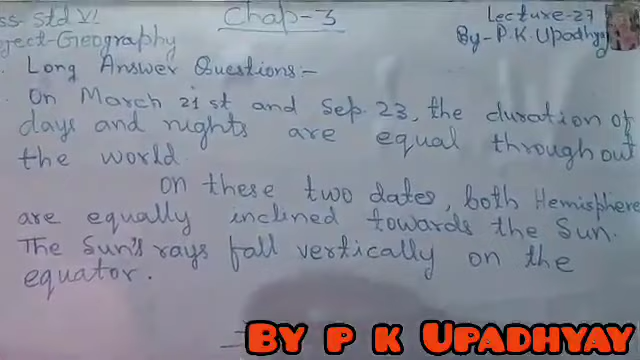 ss Std VI
Chap-3
Lecture-27
ject-Geography
By- P.K. Upadhyay
Long Answer Questions:-
On March 21st and Sep. 23, the duration of
days and nights are equal throughout
the world.
On these two dates, both Hemisphere
are equally inclined towards the Sun.
The Sun's rays fall vertically on the
equator.
BY P K UPADHYAY